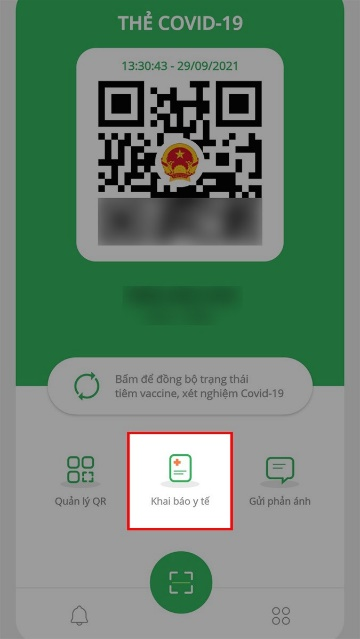 THẺ COVID-19
13:30:43 - 29/09/2021
Bấm để đồng bộ trạng thái
tiêm vaccine, xét nghiệm Covid-19
Quản lý QR
Khai báo y tế
Gửi phản ánh